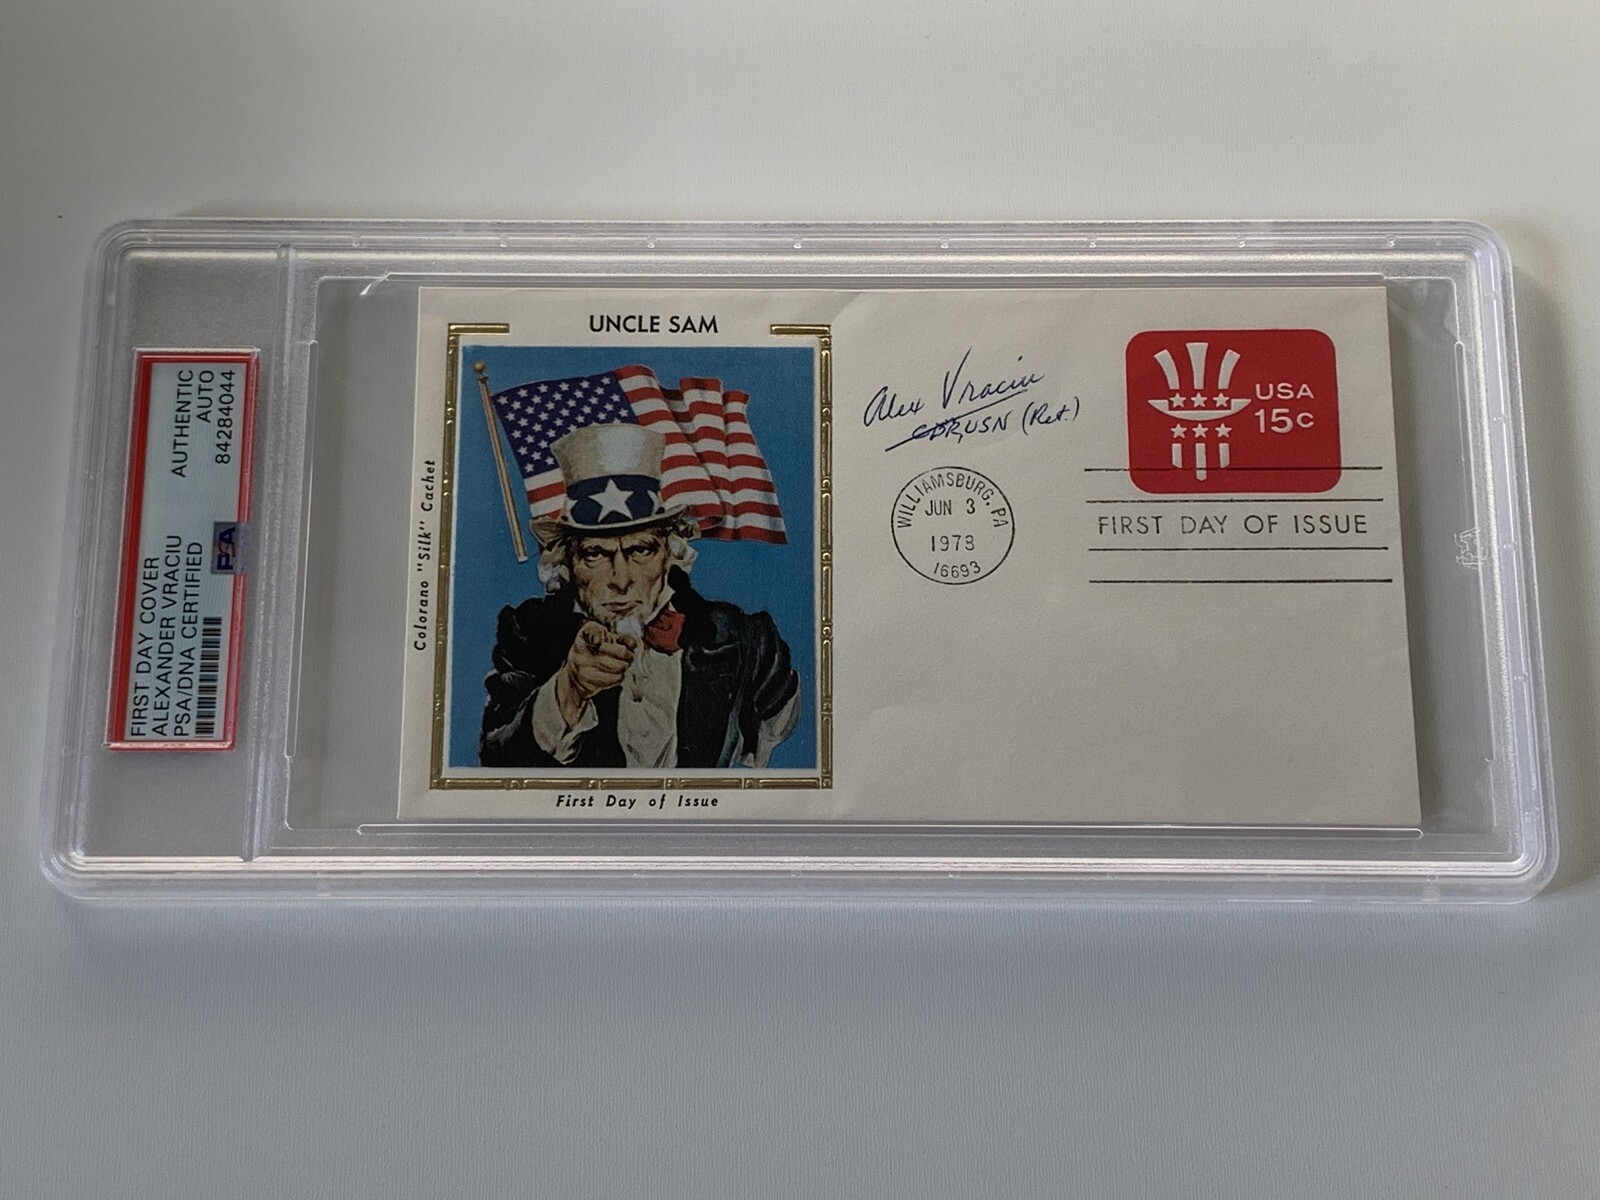 FIRST DAY COVER
ALEXANDER VRACIU
PSA/DNA CERTIFIED
AUTHENTIC
AUTO
84284044
PSA
UNCLE SAM
Colorano "Silk" Cachet
First Day of Issue
Alex Vraciu
CDR, USN (Ret.)
WILLIAMSBURG, PA
JUN 3
1978
16693
USA
15c
FIRST DAY OF ISSUE